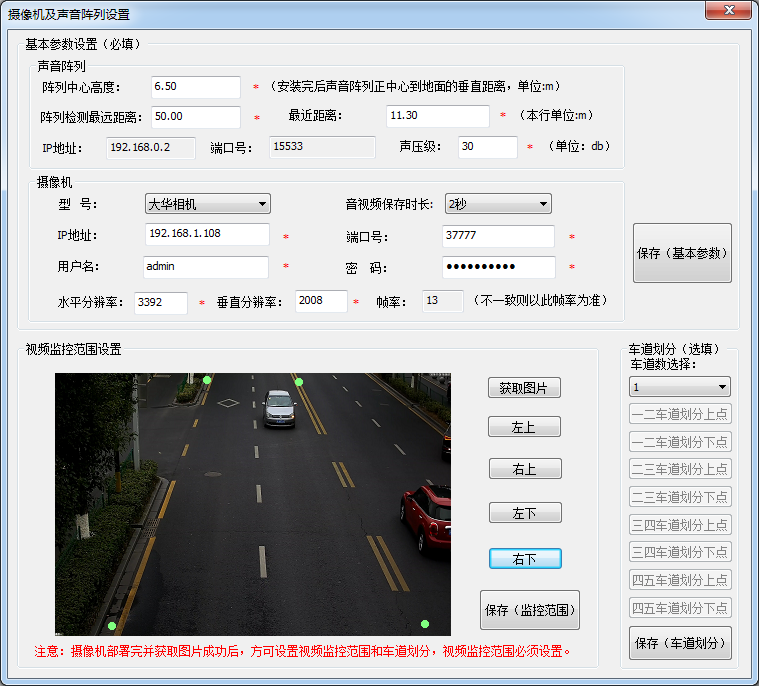 摄像机及声音阵列设置
基本参数设置（必填）
声音阵列
阵列中心高度： 6.50 * （安装完后声音阵列正中心到地面的垂直距离，单位:m）
阵列检测最远距离： 50.00 * 最近距离： 11.30 * （本行单位:m）
IP地址： 192.168.0.2 端口号： 15533 声压级： 30 * （单位：db）
摄像机
型 号： 大华相机 音视频保存时长: 2秒
IP地址： 192.168.1.108 * 端口号： 37777 *
用户名： admin * 密 码： ●●●●●●●●●● *
水平分辨率： 3392 * 垂直分辨率： 2008 * 帧率： 13 （不一致则以此帧率为准）
保存（基本参数）
视频监控范围设置
获取图片
左上
右上
左下
右下
保存（监控范围）
注意：摄像机部署完并获取图片成功后，方可设置视频监控范围和车道划分，视频监控范围必须设置。
车道划分（选填）
车道数选择：
1
一二车道划分上点
一二车道划分下点
二三车道划分上点
二三车道划分下点
三四车道划分上点
三四车道划分下点
四五车道划分上点
四五车道划分下点
保存（车道划分）